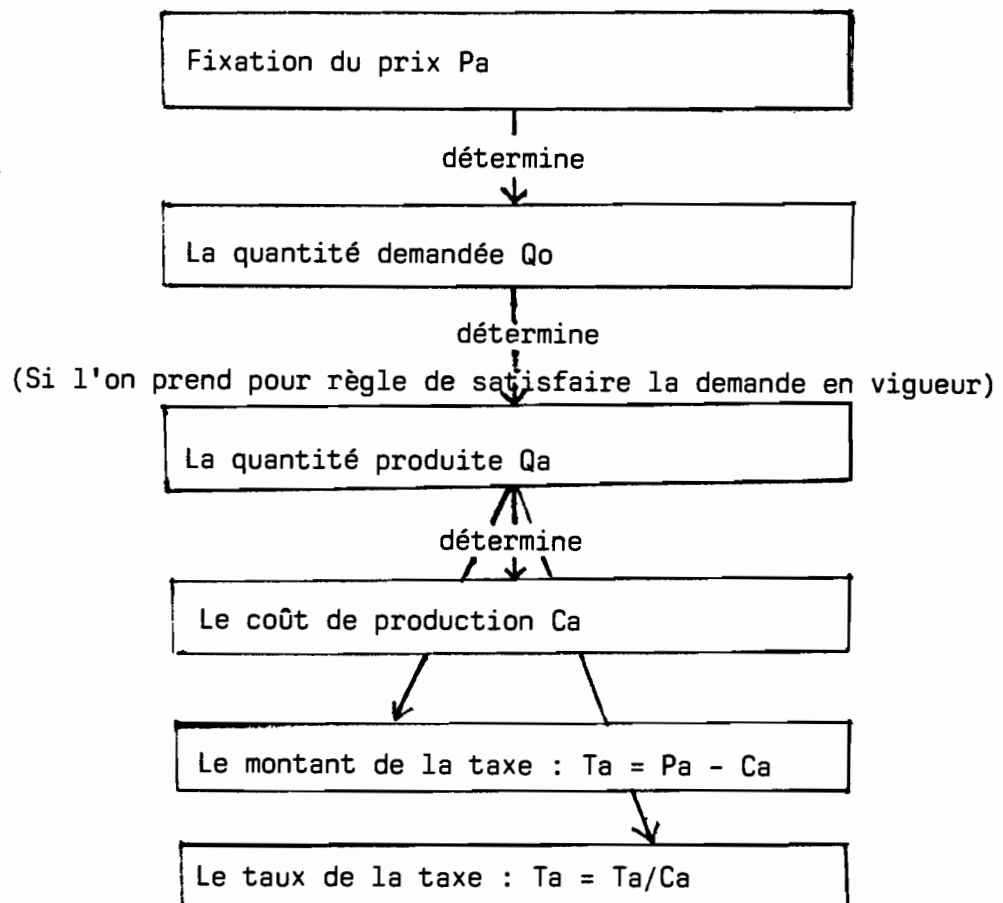 Fixation du prix Pa
détermine
La quantité demandée Qo
détermine
(Si l'on prend pour règle de satisfaire la demande en vigueur)
La quantité produite Qa
détermine
Le coût de production Ca
Le montant de la taxe : Ta = Pa - Ca
Le taux de la taxe : Ta = Ta/Ca